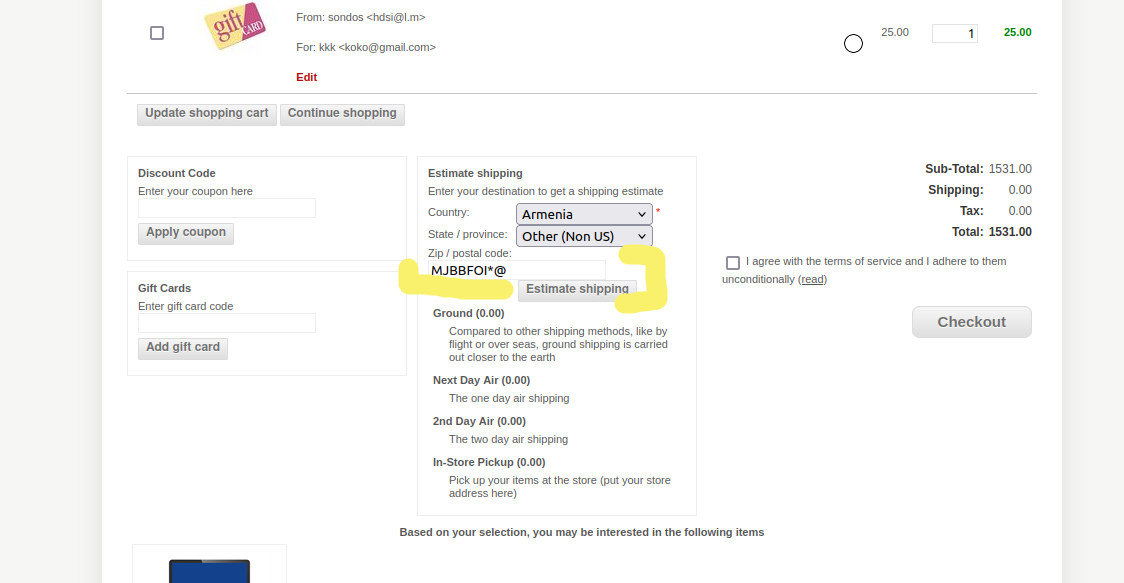 gift CARD
From: sondos <hdsi@l.m>
For: kkk <koko@gmail.com>
25.00 1 25.00
Edit
Update shopping cart Continue shopping
Discount Code
Enter your coupon here
Apply coupon
Gift Cards
Enter gift card code
Add gift card
Estimate shipping
Enter your destination to get a shipping estimate
Country: Armenia *
State / province: Other (Non US)
Zip / postal code:
MJBBFOI*@
Estimate shipping
Ground (0.00)
Compared to other shipping methods, like by
flight or over seas, ground shipping is carried
out closer to the earth
Next Day Air (0.00)
The one day air shipping
2nd Day Air (0.00)
The two day air shipping
In-Store Pickup (0.00)
Pick up your items at the store (put your store
address here)
Sub-Total: 1531.00
Shipping: 0.00
Tax: 0.00
Total: 1531.00
I agree with the terms of service and I adhere to them
unconditionally (read)
Checkout
Based on your selection, you may be interested in the following items